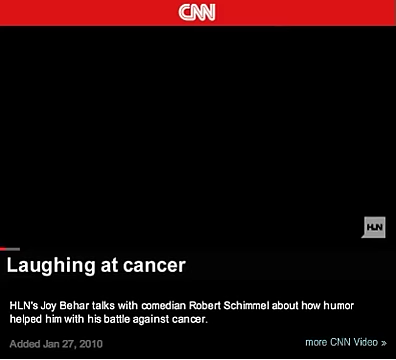 CNN
HLN
Laughing at cancer
HLN's Joy Behar talks with comedian Robert Schimmel about how humor
helped him with his battle against cancer.
Added Jan 27, 2010
more CNN Video »